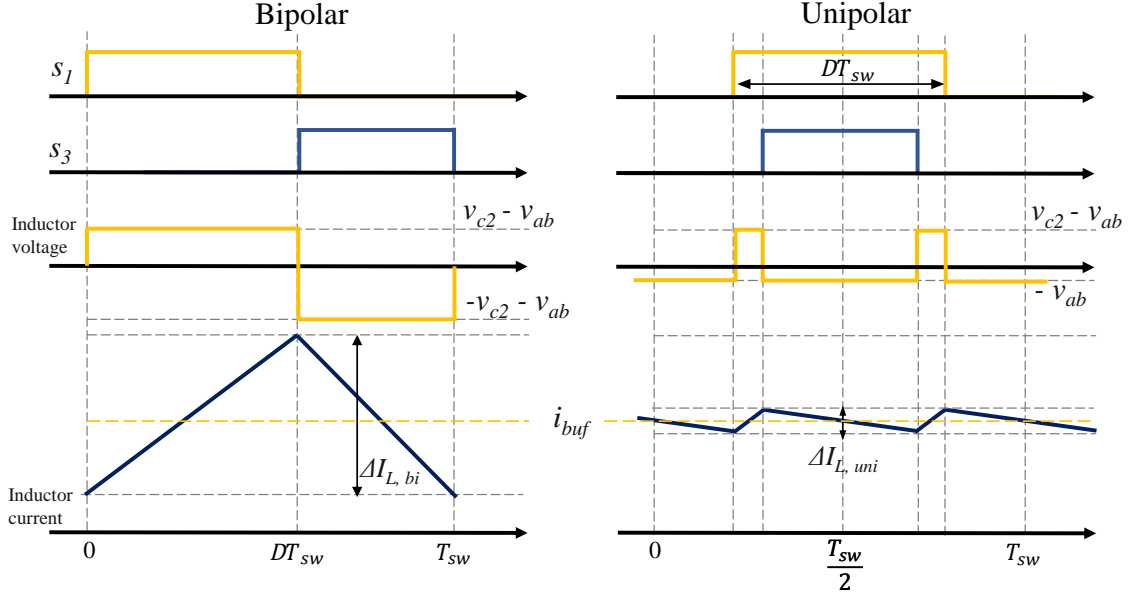 Bipolar
Unipolar
s1
DTsw
s3
Inductor
voltage
vc2 - vab
-vc2 - vab
vc2 - vab
- vab
ΔIL, bi
ibuf
ΔIL, uni
Inductor
current
0
DTsw
Tsw
0
Tsw
2
Tsw